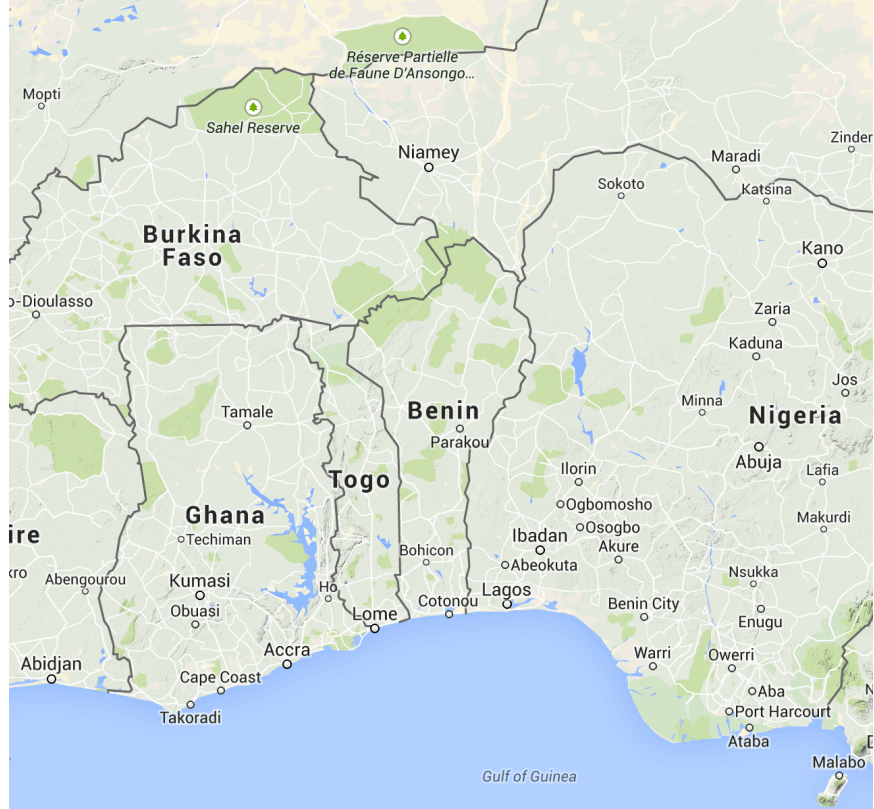 Réserve Partielle
de Faune D'Ansongo...
Mopti
Sahel Reserve
Niamey
Zinder
Maradi
Sokoto
Katsina
Burkina
Faso
Kano
o-Dioulasso
Zaria
Kaduna
Jos
Minna
Benin
Nigeria
Tamale
Parakou
Abuja
Togo
Ilorin
Lafia
Ghana
Ogbomosho
Makurdi
ire
Techiman
Osogbo
Ibadan
Akure
Bohicon
Abeokuta
kro
Abengourou
Kumasi
Nsukka
Ho
Lagos
Obuasi
Cotonou
Benin City
Lome
Enugu
Accra
Warri
Owerri
Abidjan
Cape Coast
Aba
N
Takoradi
Port Harcourt
Ataba
D
Malabo
Gulf of Guinea